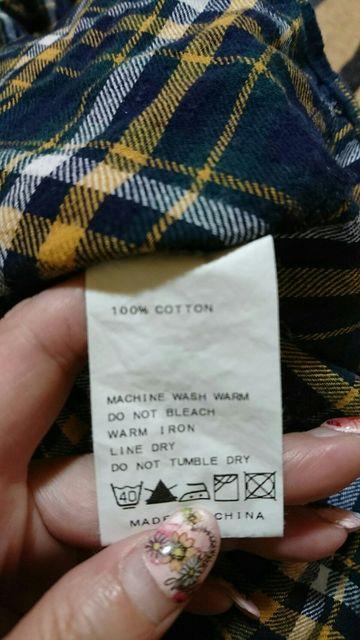 100% COTTON
MACHINE WASH WARM
DO NOT BLEACH
WARM IRON
LINE DRY
DO NOT TUMBLE DRY
40
MADE CHINA